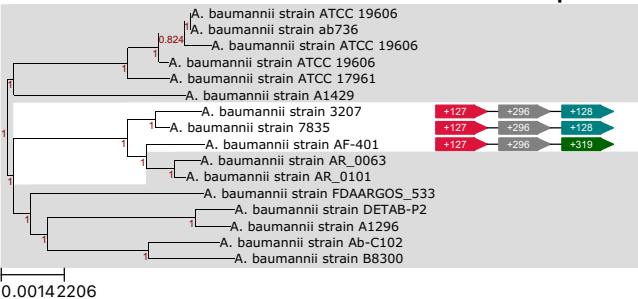 A. baumannii strain ATCC 19606
A. baumannii strain ab736
1
0.824
A. baumannii strain ATCC 19606
1
A. baumannii strain ATCC 19606
1
A. baumannii strain ATCC 17961
1
A. baumannii strain A1429
A. baumannii strain 3207 +127 +296 +128
1
A. baumannii strain 7835 +127 +296 +128
1
1
A. baumannii strain AF-401 +127 +296 +319
1
A. baumannii strain AR_0063
1
1
A. baumannii strain AR_0101
A. baumannii strain FDAARGOS_533
A. baumannii strain DETAB-P2
1
1
A. baumannii strain A1296
1
A. baumannii strain Ab-C102
1
A. baumannii strain B8300
0.00142206